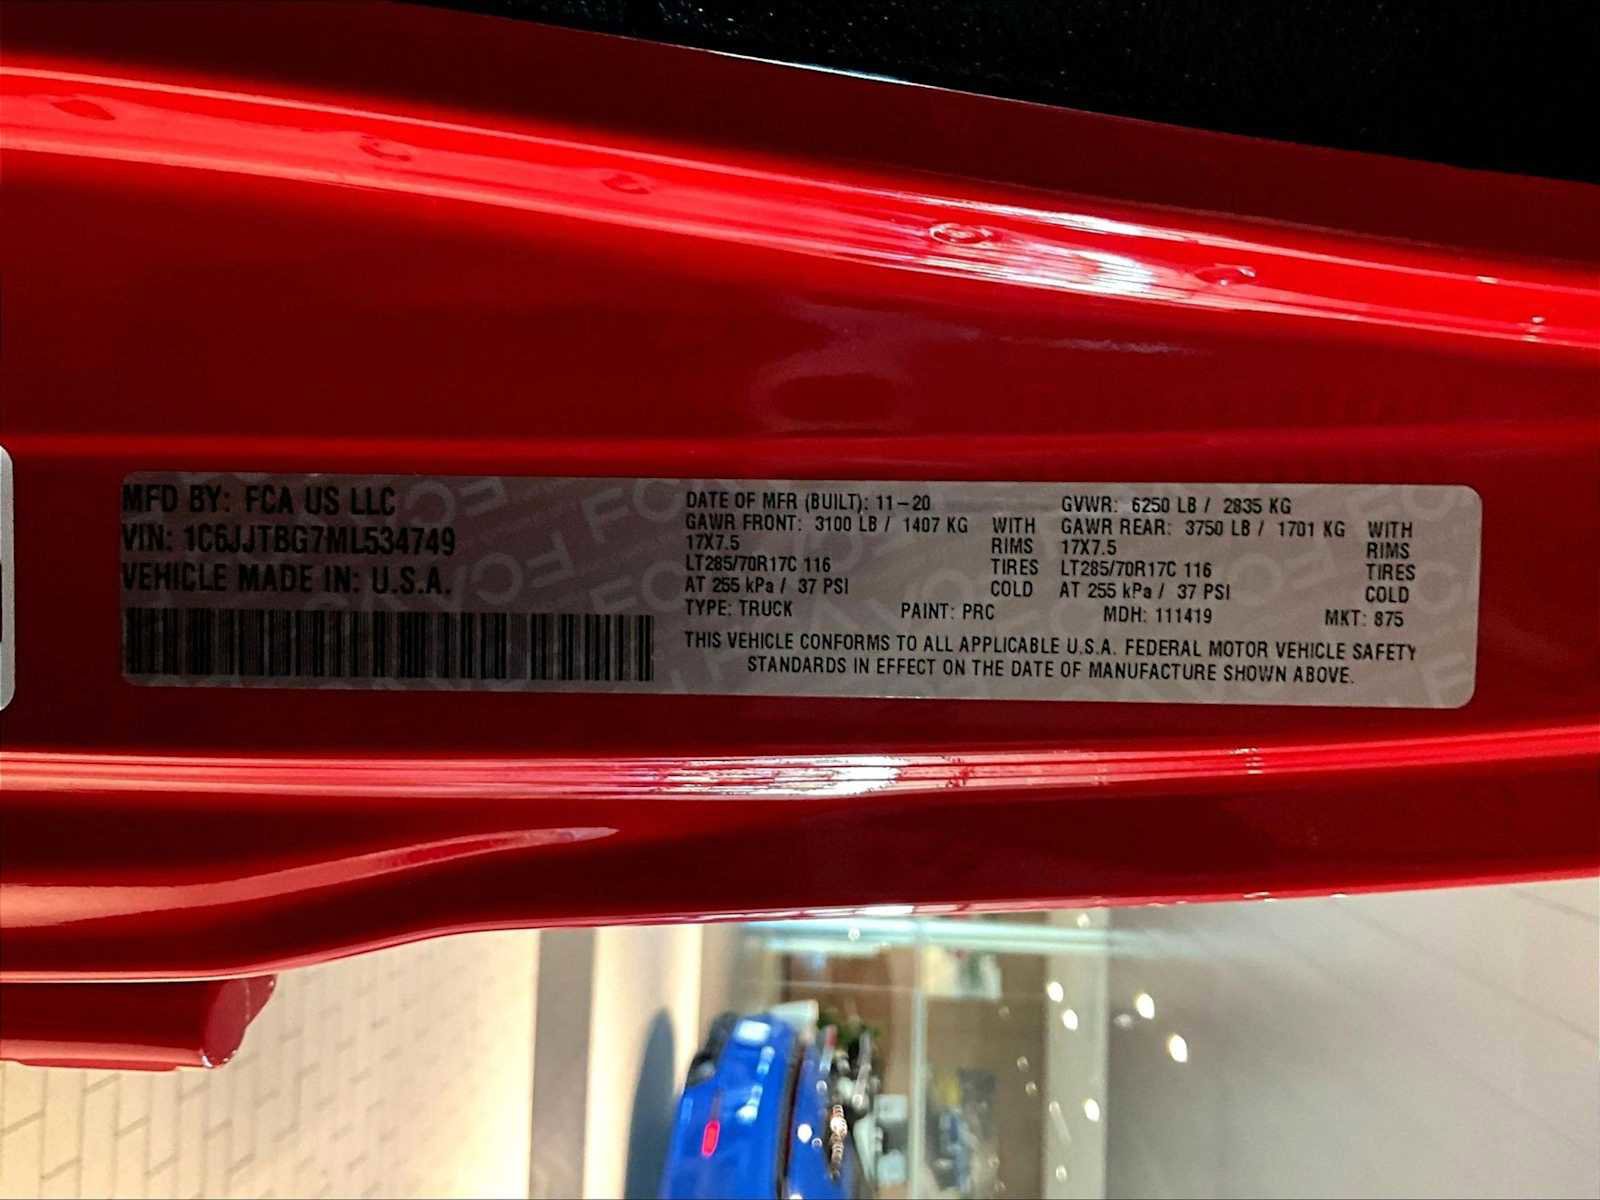 MFD BY: FCA US LLC
VIN: 1C6JJTBG7ML534749
VEHICLE MADE IN: U.S.A.
DATE OF MFR (BUILT): 11-20 GVWR: 6250 LB / 2835 KG
GAWR FRONT: 3100 LB / 1407 KG WITH GAWR REAR: 3750 LB / 1701 KG WITH
17X7.5 RIMS 17X7.5 RIMS
LT285/70R17C 116 TIRES LT285/70R17C 116 TIRES
AT 255 kPa / 37 PSI COLD AT 255 kPa / 37 PSI COLD
TYPE: TRUCK PAINT: PRC MDH: 111419 MKT: 875
THIS VEHICLE CONFORMS TO ALL APPLICABLE U.S.A. FEDERAL MOTOR VEHICLE SAFETY
STANDARDS IN EFFECT ON THE DATE OF MANUFACTURE SHOWN ABOVE.